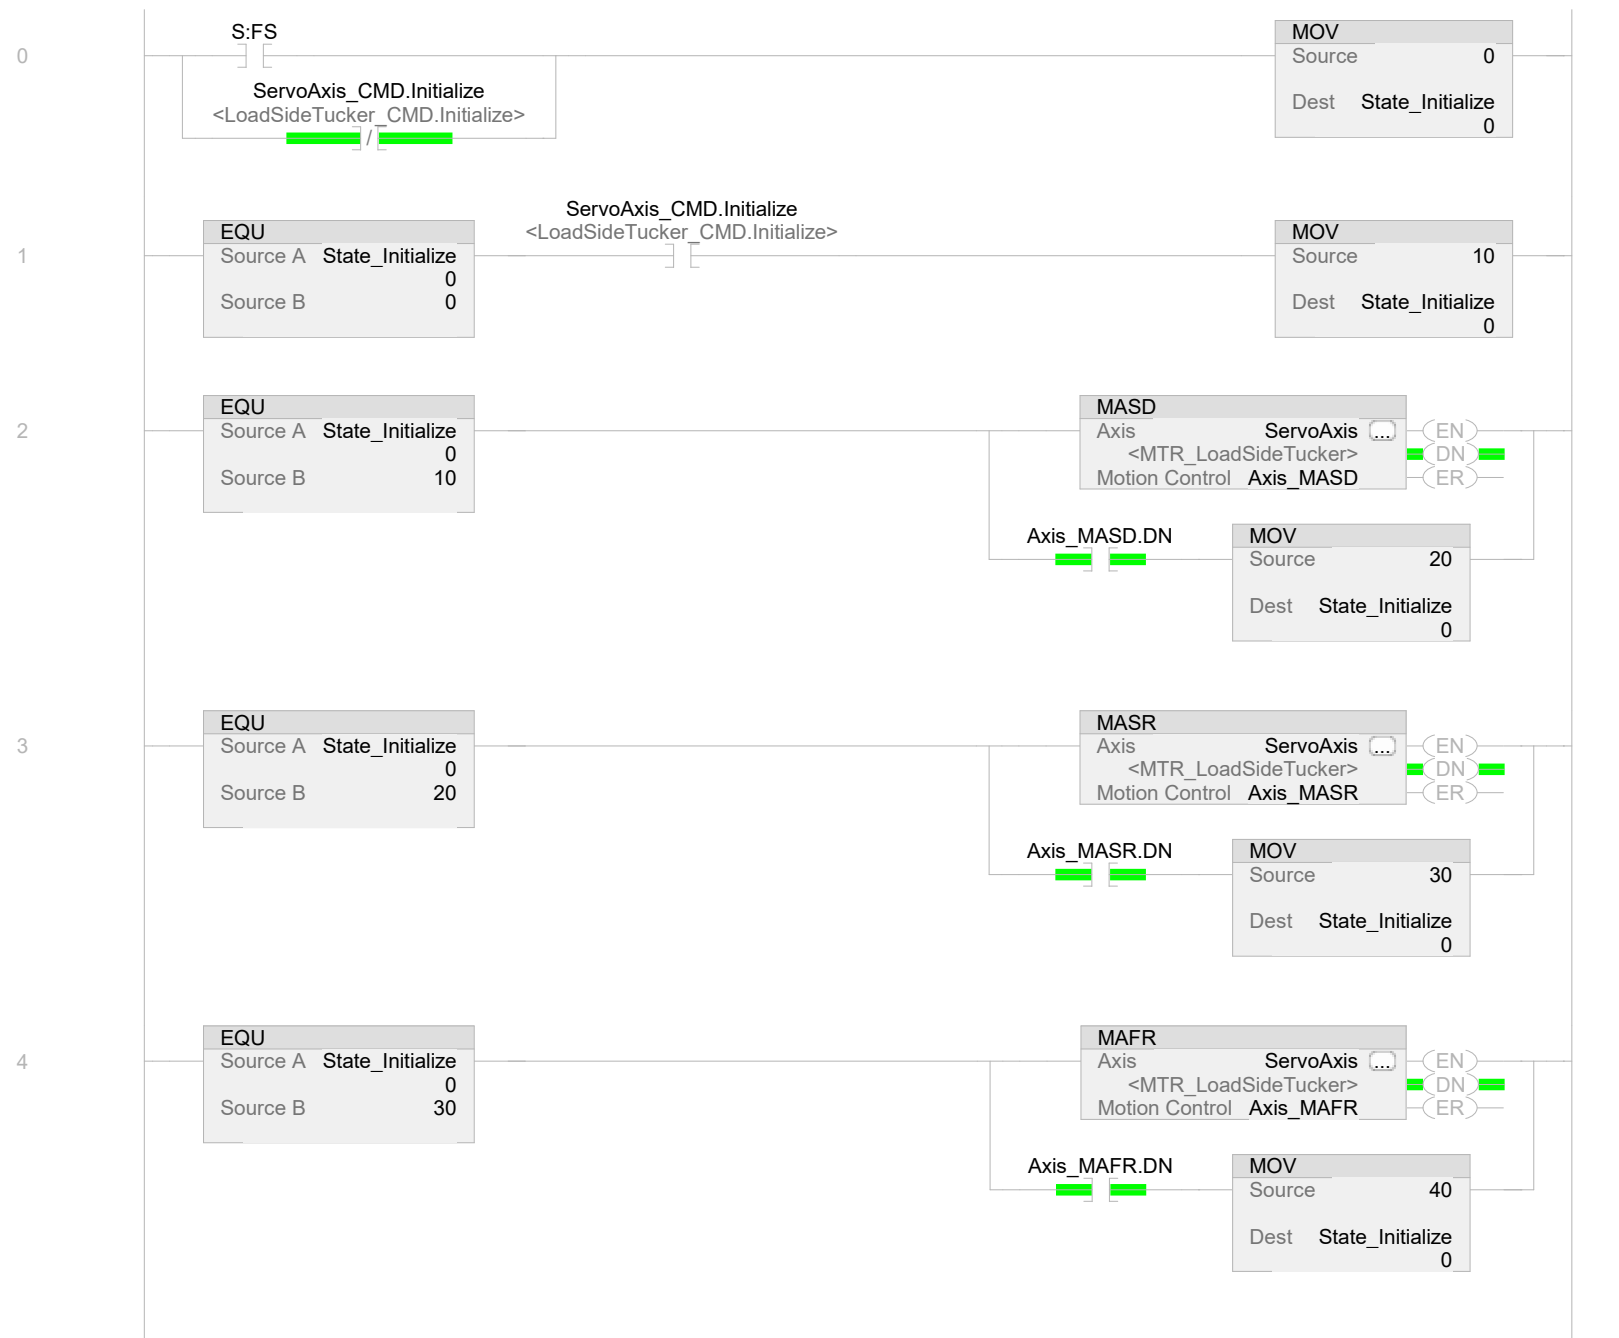 S:FS
MOV
0
Source 0
ServoAxis_CMD.Initialize
<LoadSideTucker_CMD.Initialize>
Dest State_Initialize
0
/
ServoAxis_CMD.Initialize
<LoadSideTucker_CMD.Initialize>
EQU
MOV
1
Source A State_Initialize
0
Source B 0
Source 10
Dest State_Initialize
0
EQU
MASD
2
Source A State_Initialize
0
Source B 10
Axis ServoAxis ... EN
<MTR_LoadSideTucker> DN
Motion Control Axis_MASD ER
Axis_MASD.DN
MOV
Source 20
Dest State_Initialize
0
EQU
MASR
3
Source A State_Initialize
0
Source B 20
Axis ServoAxis ... EN
<MTR_LoadSideTucker> DN
Motion Control Axis_MASR ER
Axis_MASR.DN
MOV
Source 30
Dest State_Initialize
0
EQU
MAFR
4
Source A State_Initialize
0
Source B 30
Axis ServoAxis ... EN
<MTR_LoadSideTucker> DN
Motion Control Axis_MAFR ER
Axis_MAFR.DN
MOV
Source 40
Dest State_Initialize
0